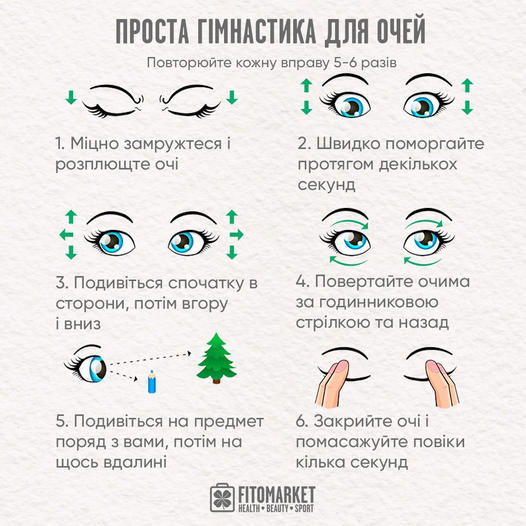 ПРОСТА ГІМНАСТИКА ДЛЯ ОЧЕЙ
Повторюйте кожну вправу 5-6 разів
1. Міцно замружтеся і
розплющте очі
2. Швидко поморгайте
протягом декількох
секунд
3. Подивіться спочатку в
сторони, потім вгору
і вниз
4. Повертайте очима
за годинниковою
стрілкою та назад
5. Подивіться на предмет
поряд з вами, потім на
щось вдалині
6. Закрийте очі і
помасажуйте повіки
кілька секунд
FITOMARKET
HEALTH • BEAUTY • SPORT